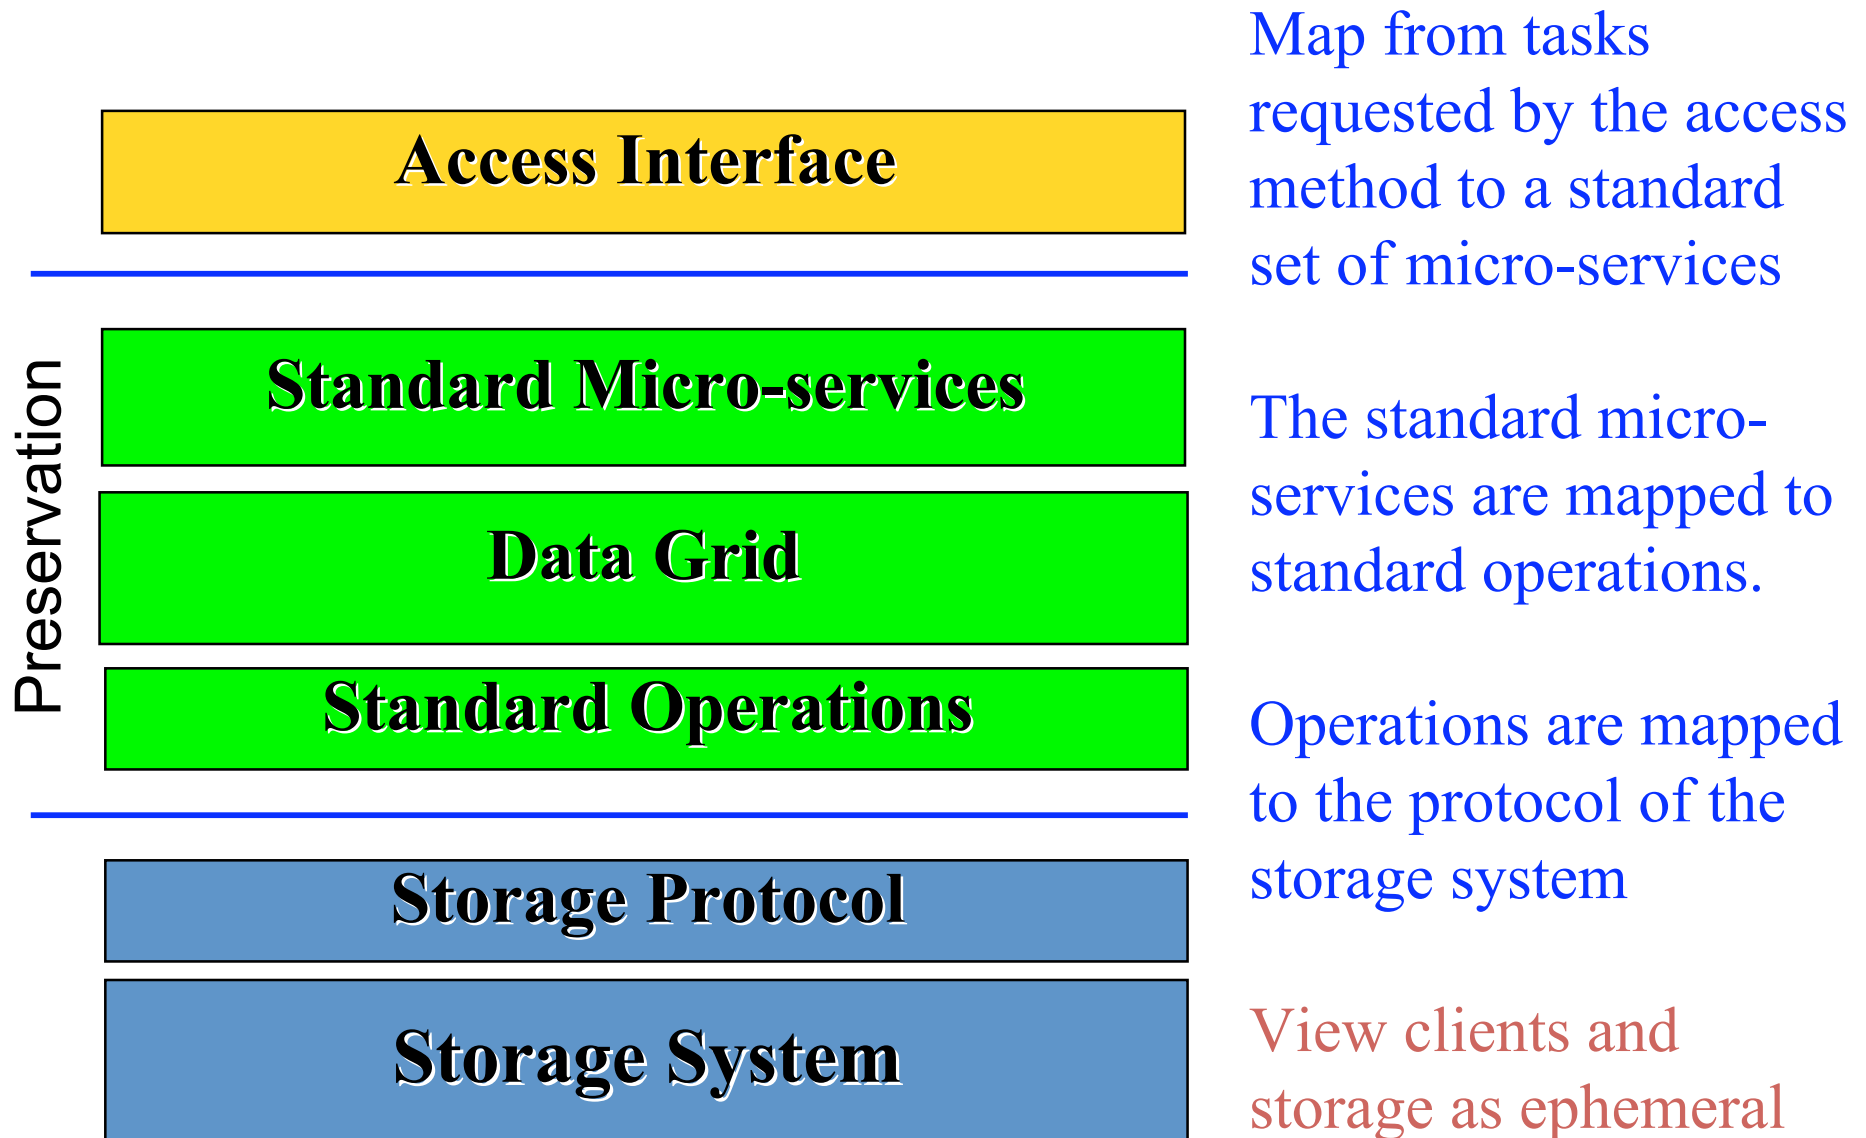 Access Interface
Preservation
Standard Micro-services
Data Grid
Standard Operations
Storage Protocol
Storage System
Map from tasks
requested by the access
method to a standard
set of micro-services
The standard micro-
services are mapped to
standard operations.
Operations are mapped
to the protocol of the
storage system
View clients and
storage as ephemeral